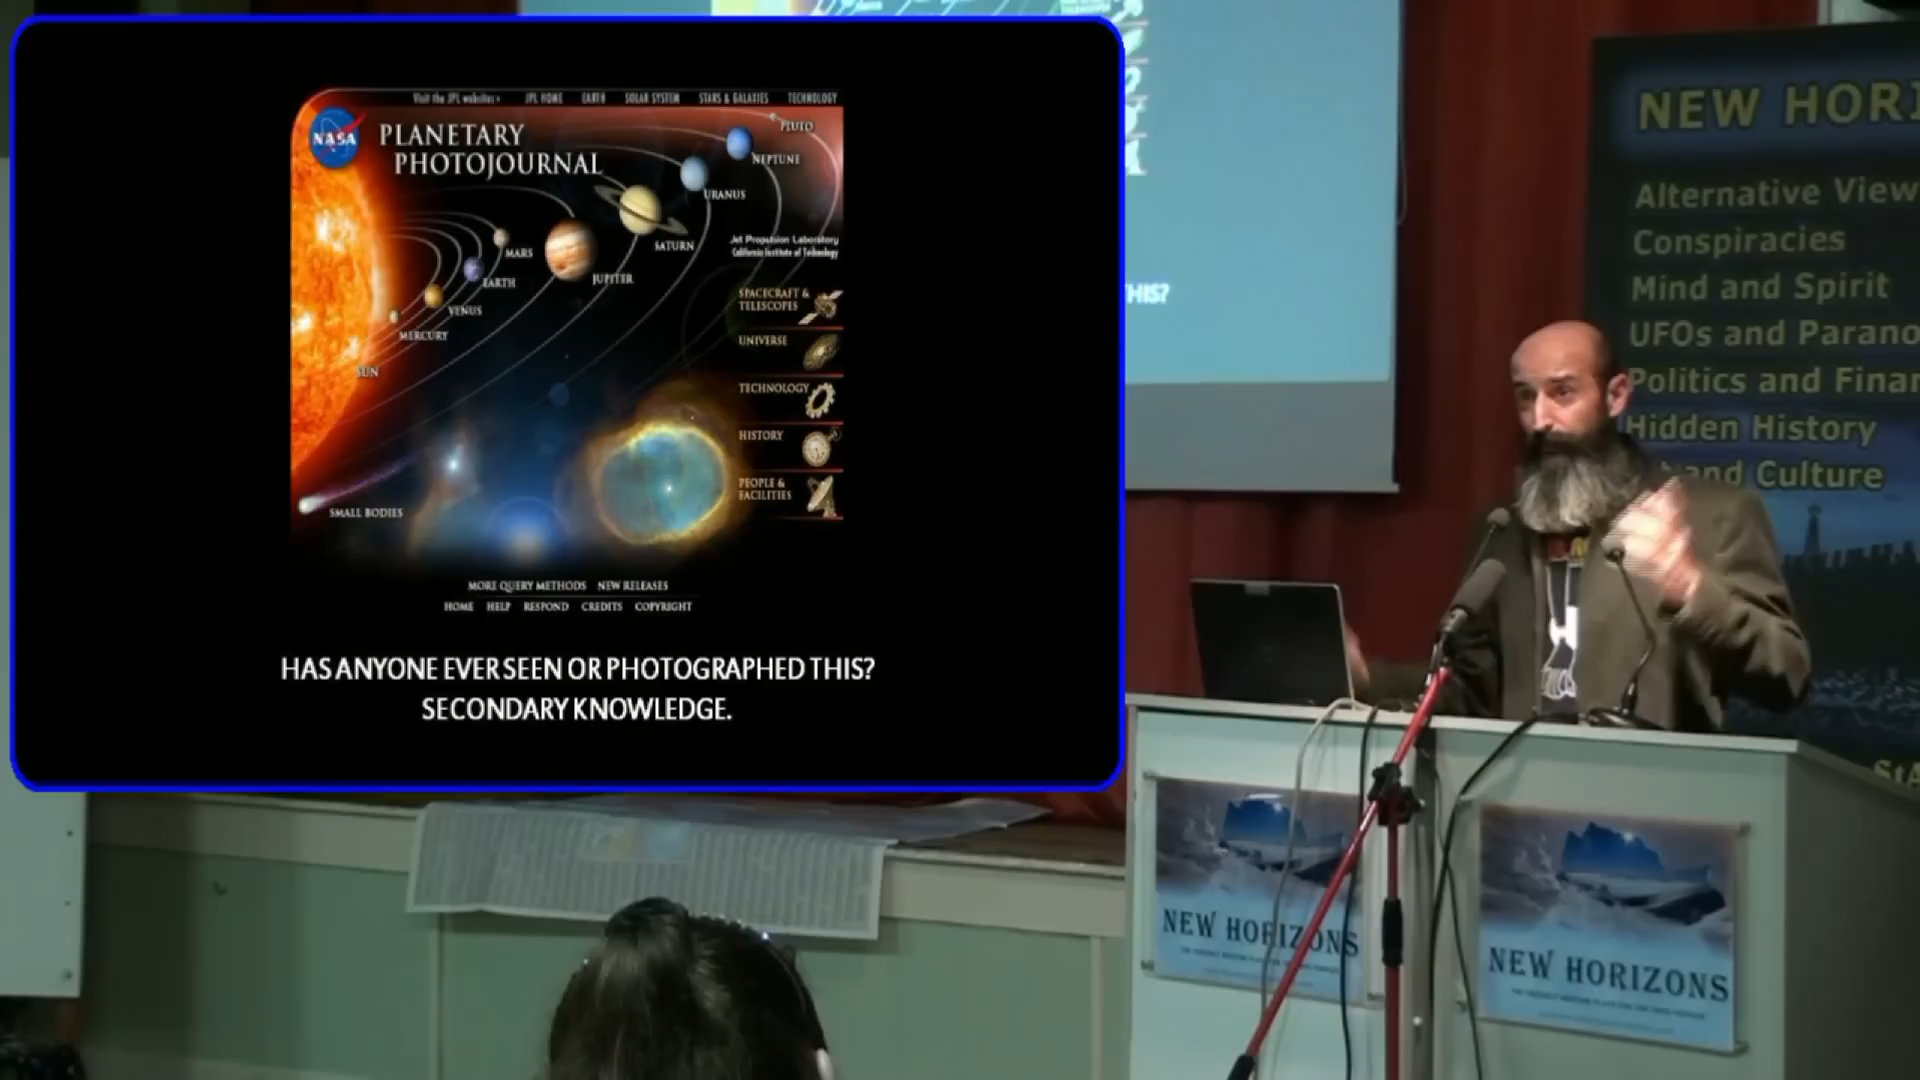 Visit the JPL websites > JPL HOME EARTH SOLAR SYSTEM STARS & GALAXIES TECHNOLOGY
NASA
PLANETARY
PHOTOJOURNAL
PLUTO
NEPTUNE
URANUS
SATURN
JUPITER
MARS
EARTH
VENUS
MERCURY
SUN
SMALL BODIES
Jet Propulsion Laboratory
California Institute of Technology
SPACECRAFT &
TELESCOPES
UNIVERSE
TECHNOLOGY
HISTORY
PEOPLE &
FACILITIES
MORE QUERY METHODS NEW RELEASES
HOME HELP RESPOND CREDITS COPYRIGHT
HAS ANYONE EVER SEEN OR PHOTOGRAPHED THIS?
SECONDARY KNOWLEDGE.
THIS?
NEW HORI
Alternative View
Conspiracies
Mind and Spirit
UFOs and Parano
Politics and Finan
Hidden History
and Culture
NEW HORIZONS
NEW HORIZONS